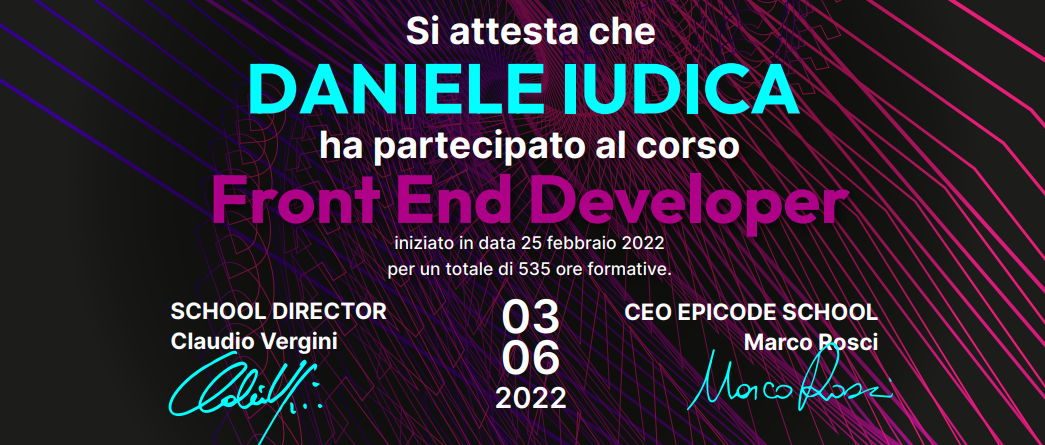 Si attesta che
DANIELE IUDICA
ha partecipato al corso
Front End Developer
iniziato in data 25 febbraio 2022
per un totale di 535 ore formative.
SCHOOL DIRECTOR
Claudio Vergini
03
06
2022
CEO EPICODE SCHOOL
Marco Rosci
Marco Rosci